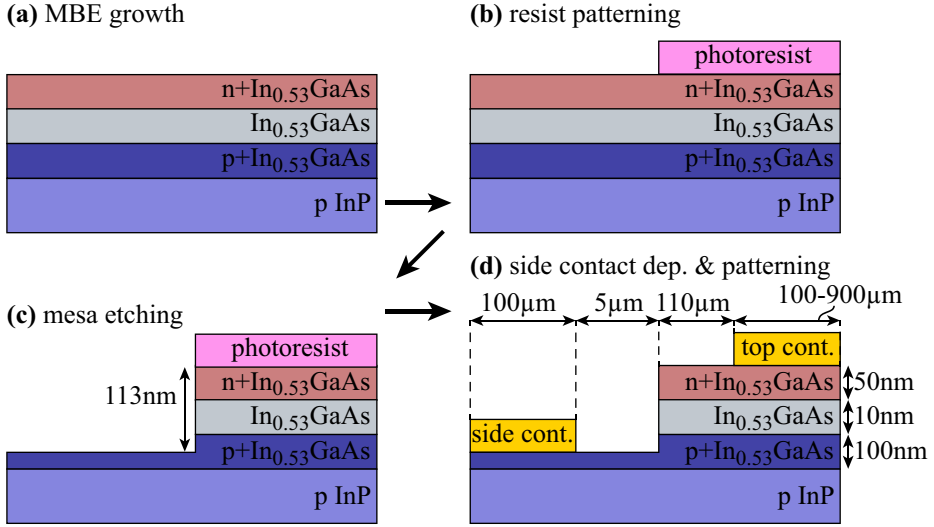 (a) MBE growth
n+In0.53GaAs
In0.53GaAs
p+In0.53GaAs
p InP
(b) resist patterning
photoresist
n+In0.53GaAs
In0.53GaAs
p+In0.53GaAs
p InP
(c) mesa etching
photoresist
113nm
n+In0.53GaAs
In0.53GaAs
p+In0.53GaAs
p InP
(d) side contact dep. & patterning
100µm 5µm 110µm 100-900µm
top cont.
n+In0.53GaAs 50nm
In0.53GaAs 10nm
side cont.
p+In0.53GaAs 100nm
p InP